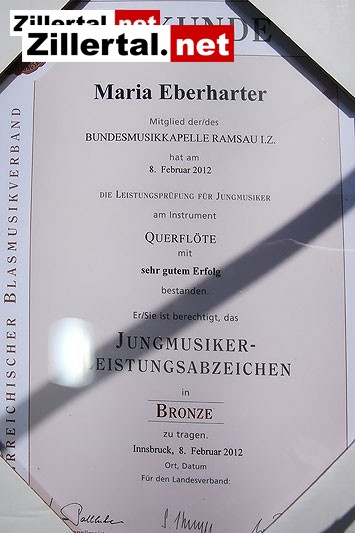 Zillertal.net
Zillertal.net
KUNDE
Maria Eberharter
Mitglied der/des
BUNDESMUSIKKAPELLE RAMSAU I.Z.
hat am
8. Februar 2012
DIE LEISTUNGSPRÜFUNG FÜR JUNGMUSIKER
am Instrument
QUERFLÖTE
mit
sehr gutem Erfolg
bestanden.
Er/Sie ist berechtigt, das
JUNGMUSIKER-
LEISTUNGSABZEICHEN
in
BRONZE
zu tragen.
Innsbruck, 8. Februar 2012
Ort, Datum
Für den Landesverband:
RREICHISCHER BLASMUSIKVERBAND